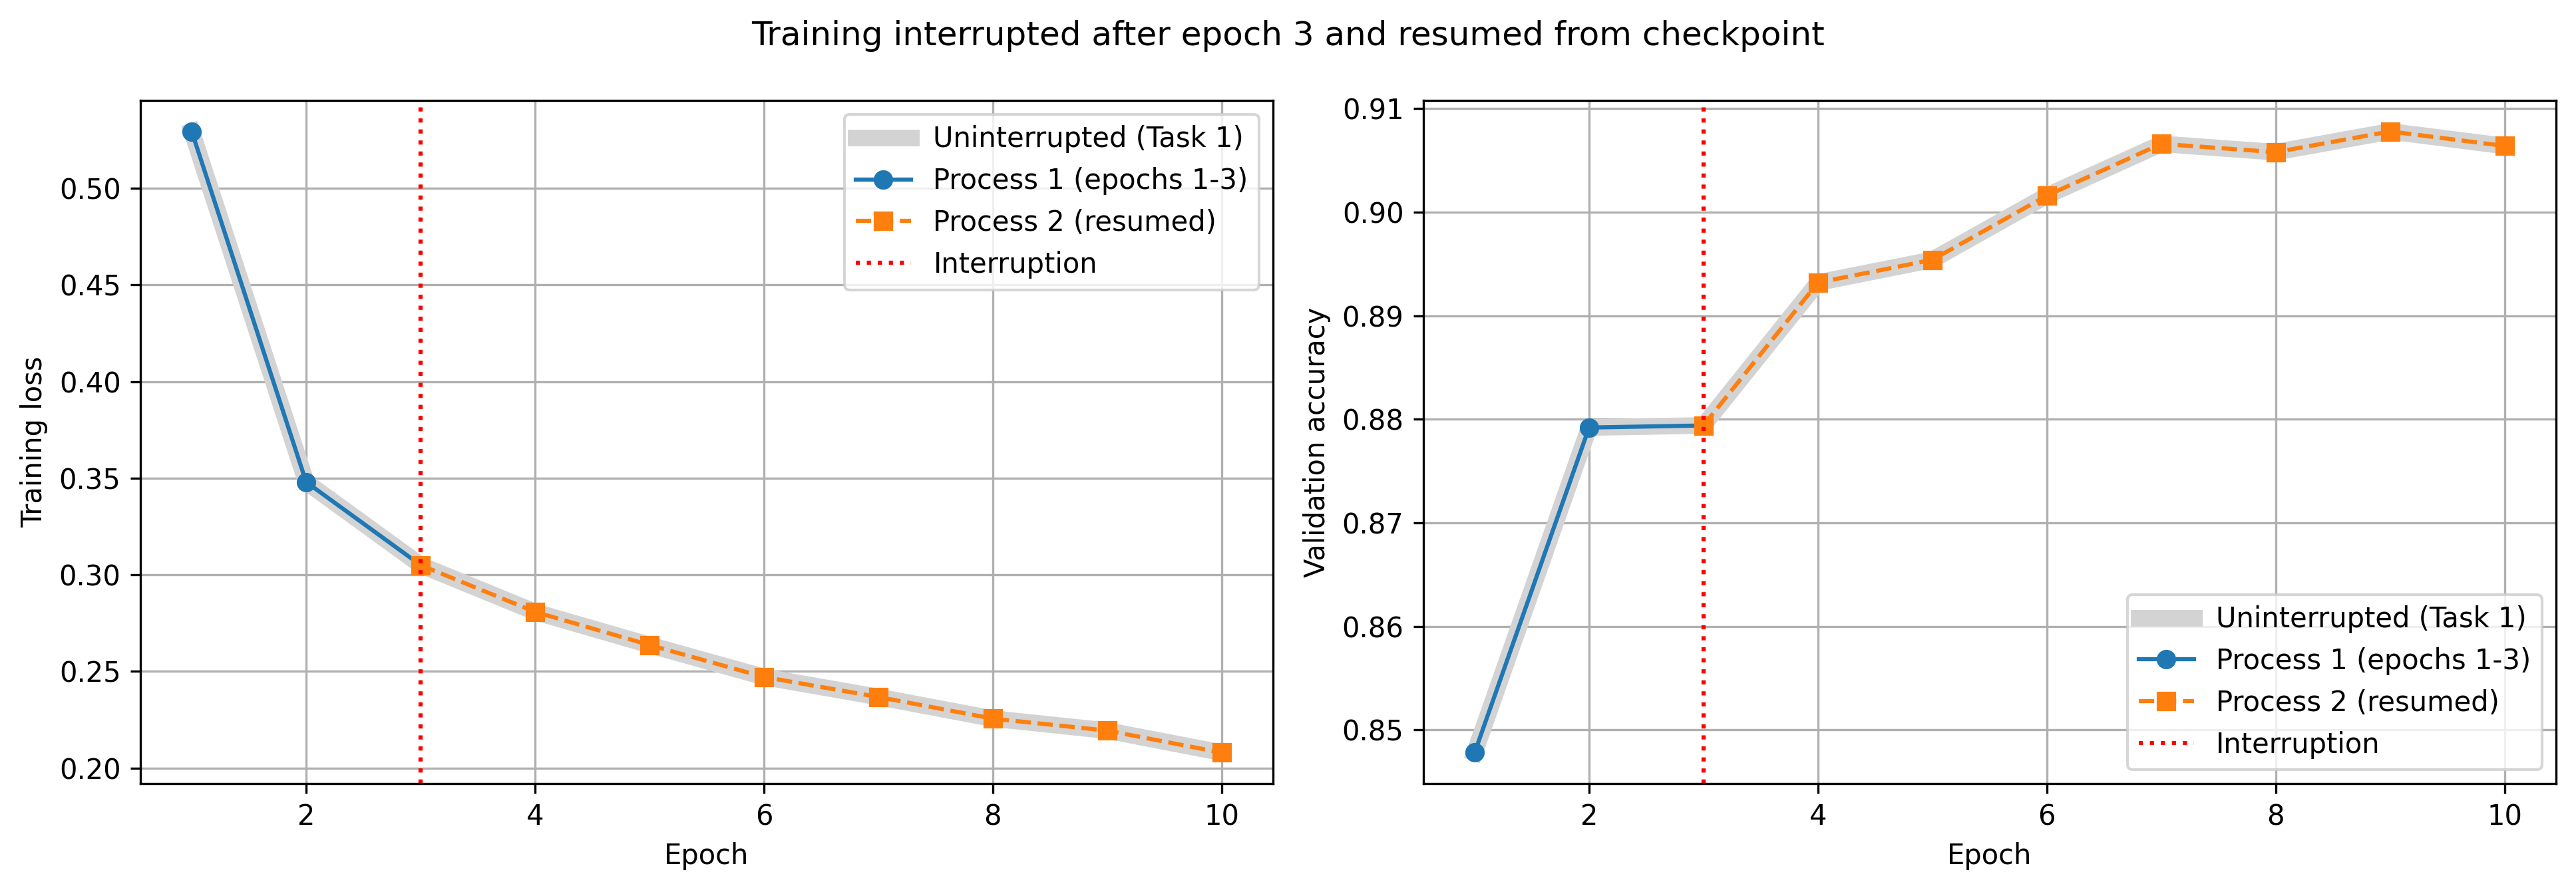 Training interrupted after epoch 3 and resumed from checkpoint
Training loss
0.50
0.45
0.40
0.35
0.30
0.25
0.20
2 4 6 8 10
Epoch
Uninterrupted (Task 1)
Process 1 (epochs 1-3)
Process 2 (resumed)
Interruption
Validation accuracy
0.91
0.90
0.89
0.88
0.87
0.86
0.85
2 4 6 8 10
Epoch
Uninterrupted (Task 1)
Process 1 (epochs 1-3)
Process 2 (resumed)
Interruption